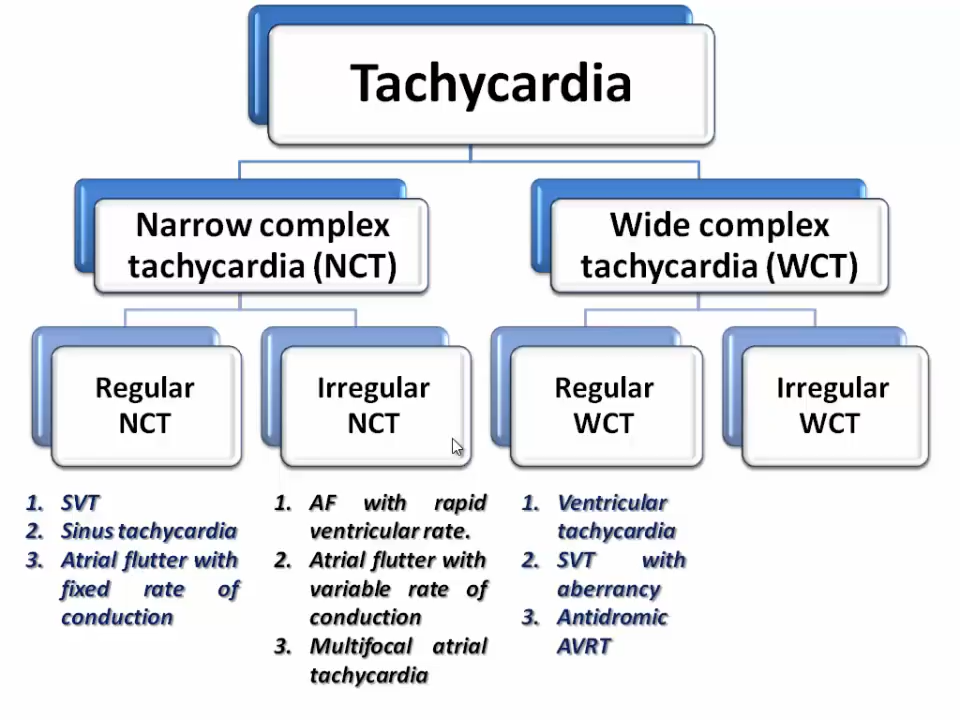 Tachycardia
Narrow complex
tachycardia (NCT)
Wide complex
tachycardia (WCT)
Regular
NCT
Irregular
NCT
Regular
WCT
Irregular
WCT
1. SVT
2. Sinus tachycardia
3. Atrial flutter with
fixed rate of
conduction
1. AF with rapid
ventricular rate.
2. Atrial flutter with
variable rate of
conduction
3. Multifocal atrial
tachycardia
1. Ventricular
tachycardia
2. SVT with
aberrancy
3. Antidromic
AVRT